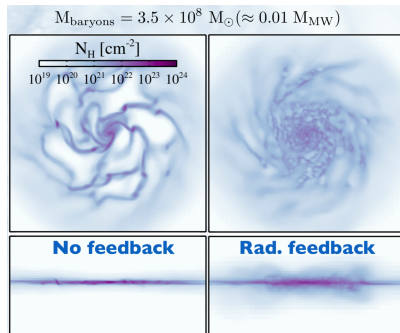 M_baryons = 3.5 × 10^8 M_⊙(≈ 0.01 M_MW)
N_H [cm^-2]
10^19 10^20 10^21 10^22 10^23 10^24
No feedback Rad. feedback